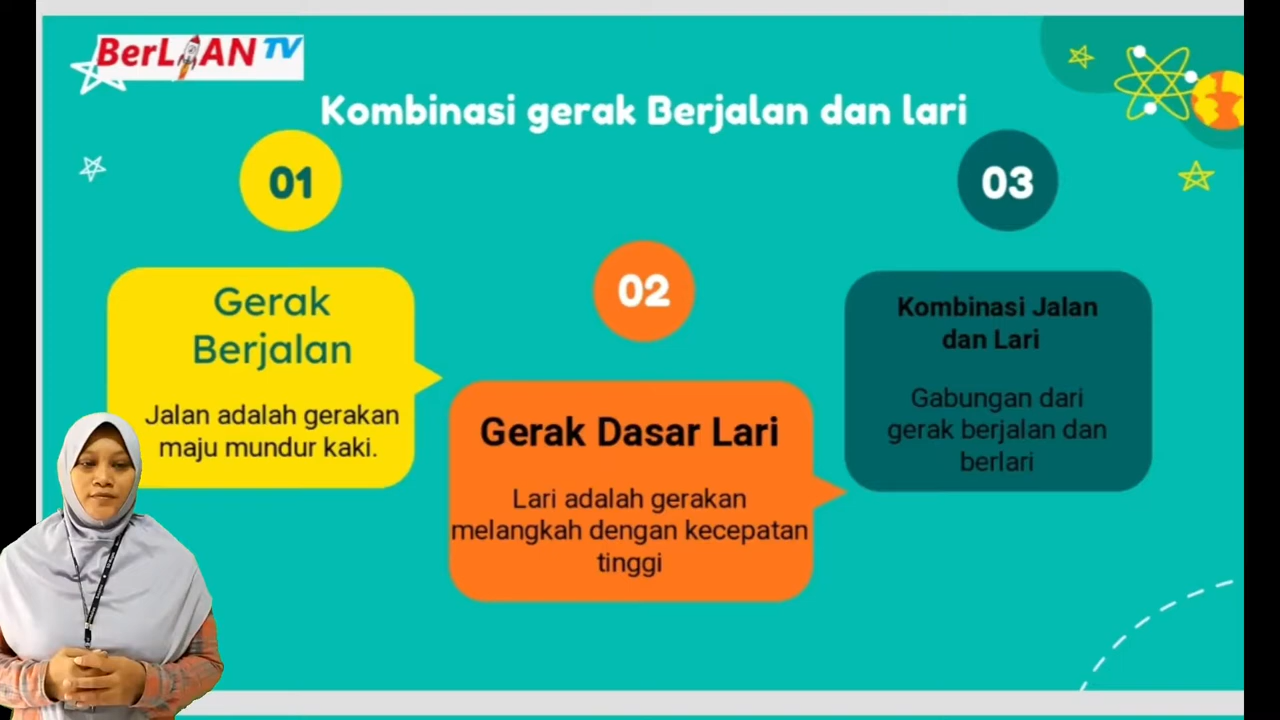 BerLIAN TV
Kombinasi gerak Berjalan dan lari
01
Gerak
Berjalan
Jalan adalah gerakan
maju mundur kaki.
02
Gerak Dasar Lari
Lari adalah gerakan
melangkah dengan kecepatan
tinggi
03
Kombinasi Jalan
dan Lari
Gabungan dari
gerak berjalan dan
berlari